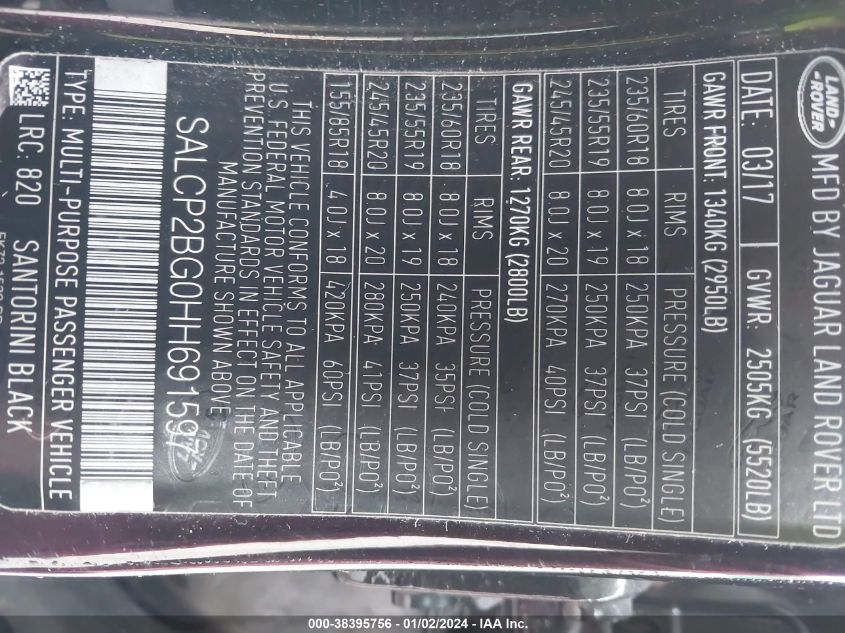 LAND ROVER MFD BY JAGUAR LAND ROVER LTD
DATE: 03/17 GVWR: 2505KG (5520LB)
GAWR FRONT: 1340KG (2950LB)
TIRES RIMS PRESSURE (COLD SINGLE)
235/60R18 8.0J x 18 250KPA 37PSI (LB/PO²)
235/55R19 8.0J x 19 250KPA 37PSI (LB/PO²)
245/45R20 8.0J x 20 270KPA 40PSI (LB/PO²)
GAWR REAR: 1270KG (2800LB)
TIRES RIMS PRESSURE (COLD SINGLE)
235/60R18 8.0J x 18 240KPA 35PSI (LB/PO²)
235/55R19 8.0J x 19 250KPA 37PSI (LB/PO²)
245/45R20 8.0J x 20 280KPA 41PSI (LB/PO²)
155/85R18 4.0J x 18 420KPA 60PSI (LB/PO²)
THIS VEHICLE CONFORMS TO ALL APPLICABLE
U.S. FEDERAL MOTOR VEHICLE SAFETY AND THEFT
PREVENTION STANDARDS IN EFFECT ON THE DATE OF
MANUFACTURE SHOWN ABOVE
SALCP2BG0HH691597
TYPE: MULTI-PURPOSE PASSENGER VEHICLE
LRC: 820 SANTORINI BLACK
000-38395756 - 01/02/2024 - IAA Inc.